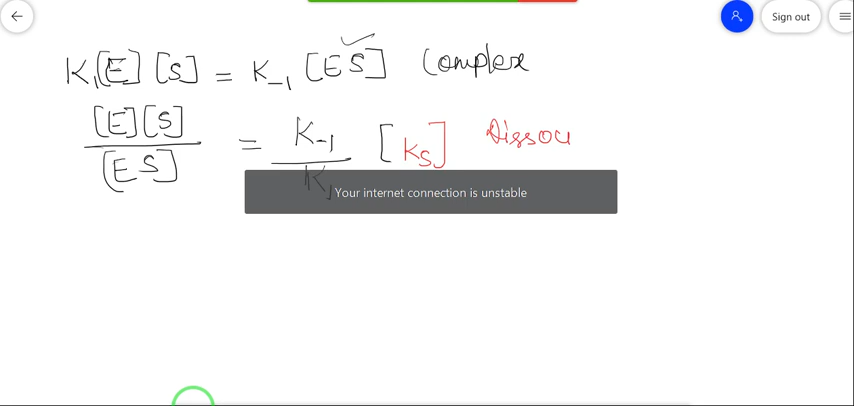 Sign out
K₁[E][S] = K₋₁ [ES] Complex
[E][S] / [ES] = K₋₁ / K₁ [Ks] Dissou
Your internet connection is unstable